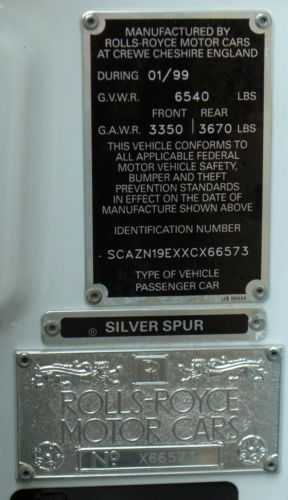 MANUFACTURED BY
ROLLS-ROYCE MOTOR CARS
AT CREWE CHESHIRE ENGLAND
DURING 01/99
G.V.W.R. 6540 LBS
FRONT REAR
G.A.W.R. 3350 3670 LBS
THIS VEHICLE CONFORMS TO
ALL APPLICABLE FEDERAL
MOTOR VEHICLE SAFETY,
BUMPER AND THEFT
PREVENTION STANDARDS
IN EFFECT ON THE DATE OF
MANUFACTURE SHOWN ABOVE
IDENTIFICATION NUMBER
SCAZN19EXXCX66573
TYPE OF VEHICLE
PASSENGER CAR
UB 86444
® SILVER SPUR
ROLLS-ROYCE
MOTOR CARS
No X66573